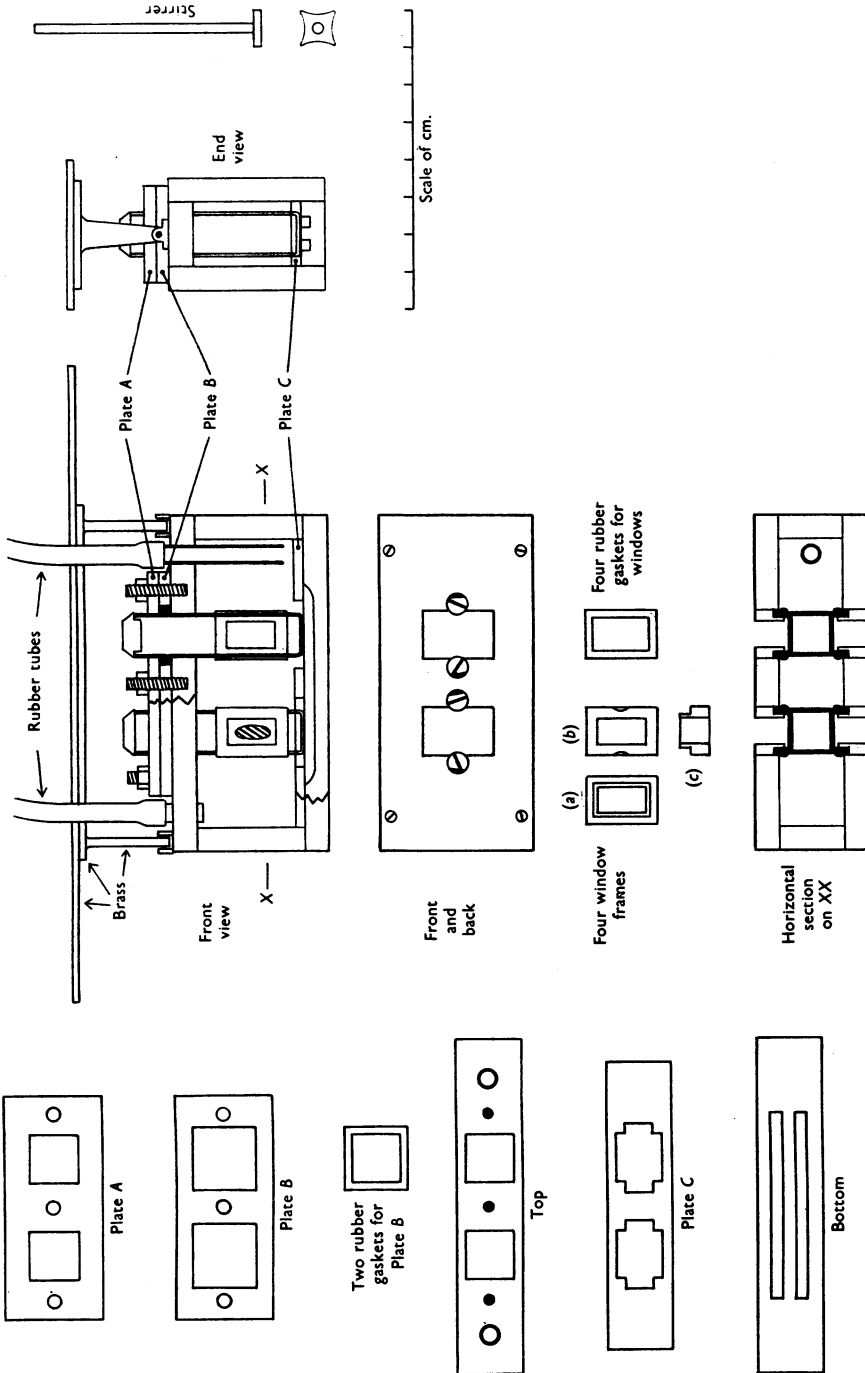 Stirrer
End
view
Scale of cm.
Plate A
Plate B
Plate C
Rubber tubes
Brass
X
X
Front
view
Front
and
back
Four window
frames
(a)
(b)
(c)
Four rubber
gaskets for
windows
Horizontal
section
on XX
Plate A
Plate B
Two rubber
gaskets for
Plate B
Top
Plate C
Bottom